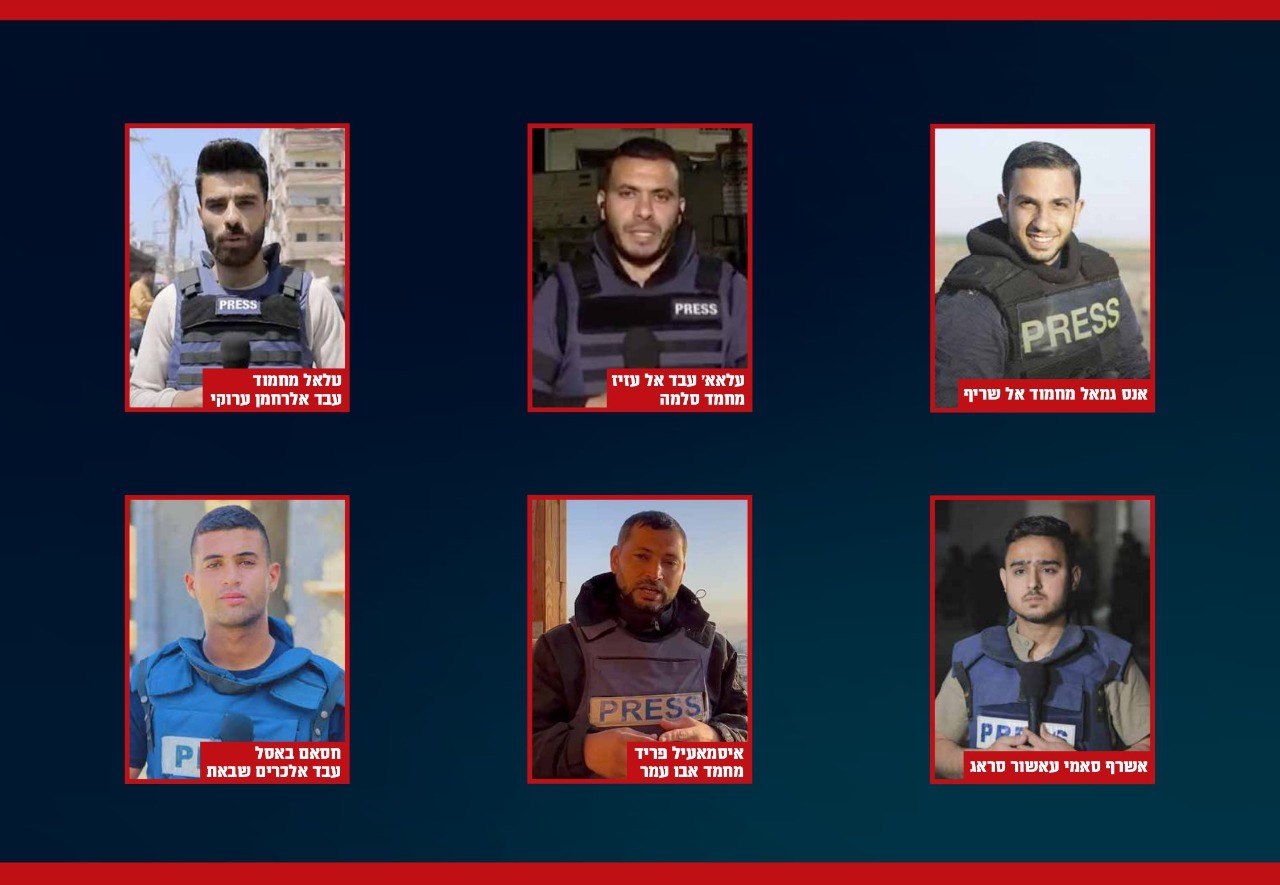 PRESS
אנס גמאל מחמוד אל שריף
PRESS
עלאא' עבד אל עזיז
מחמד סלמה
PRESS
טלאל מחמוד
עבד אלרחמן ערוקי
PRESS
אשרף סאמי עאשור סראג
PRESS
איסמאעיל פריד
מחמד אבו עמר
חסאם באסל
עבד אלכרים שבאת